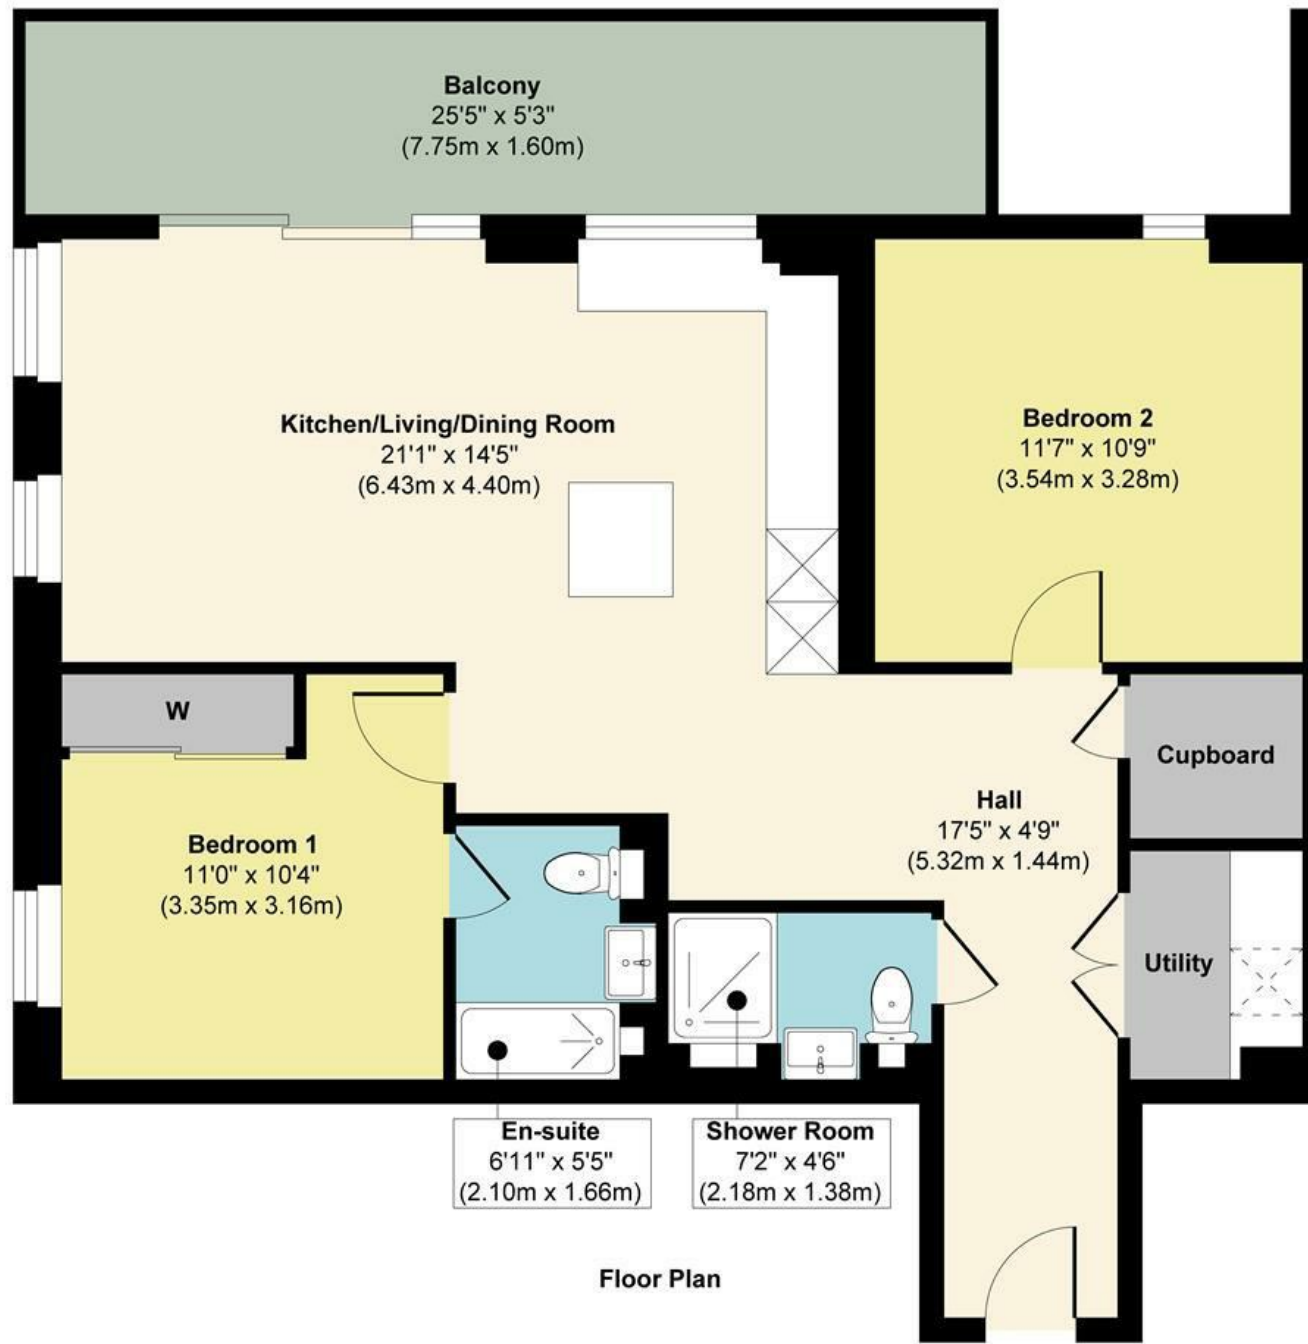 Balcony
25'5" x 5'3"
(7.75m x 1.60m)
Kitchen/Living/Dining Room
21'1" x 14'5"
(6.43m x 4.40m)
Bedroom 2
11'7" x 10'9"
(3.54m x 3.28m)
W
Cupboard
Hall
17'5" x 4'9"
(5.32m x 1.44m)
Bedroom 1
11'0" x 10'4"
(3.35m x 3.16m)
Utility
En-suite
6'11" x 5'5"
(2.10m x 1.66m)
Shower Room
7'2" x 4'6"
(2.18m x 1.38m)
Floor Plan